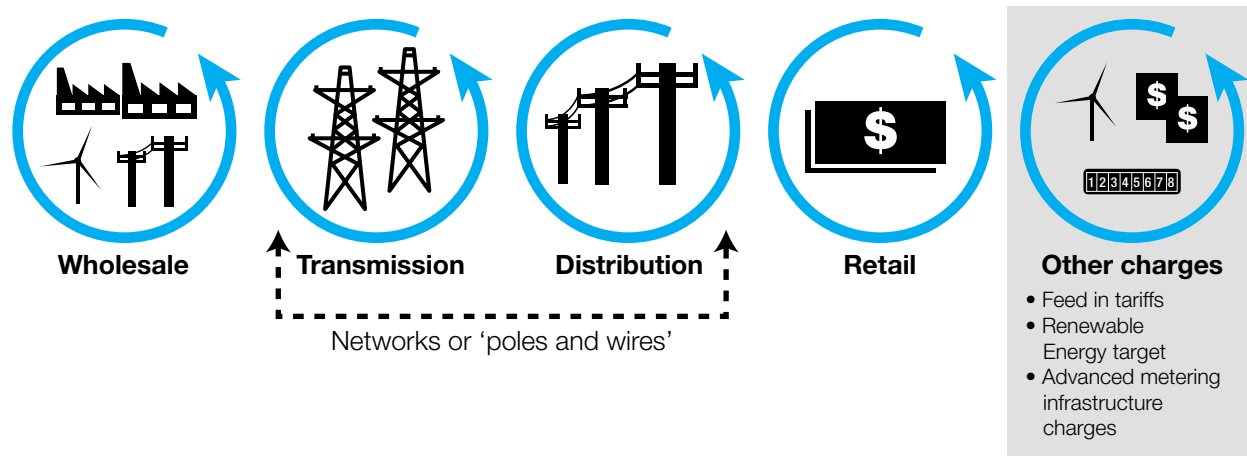 $
$
$
12345678
Wholesale
Transmission
Distribution
Retail
Other charges
Networks or ‘poles and wires’
• Feed in tariffs
• Renewable
Energy target
• Advanced metering
infrastructure
charges